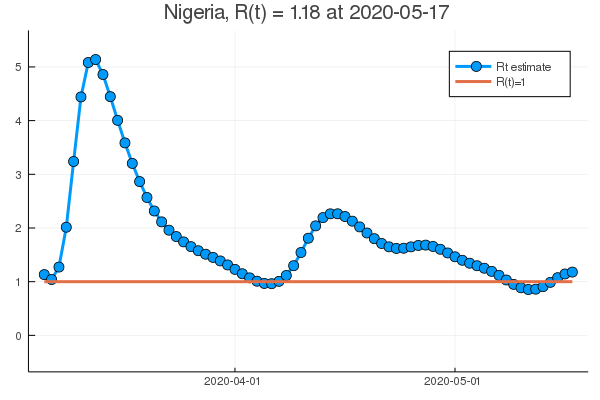 Nigeria, R(t) = 1.18 at 2020-05-17
Rt estimate
R(t)=1
5
4
3
2
1
0
2020-04-01
2020-05-01